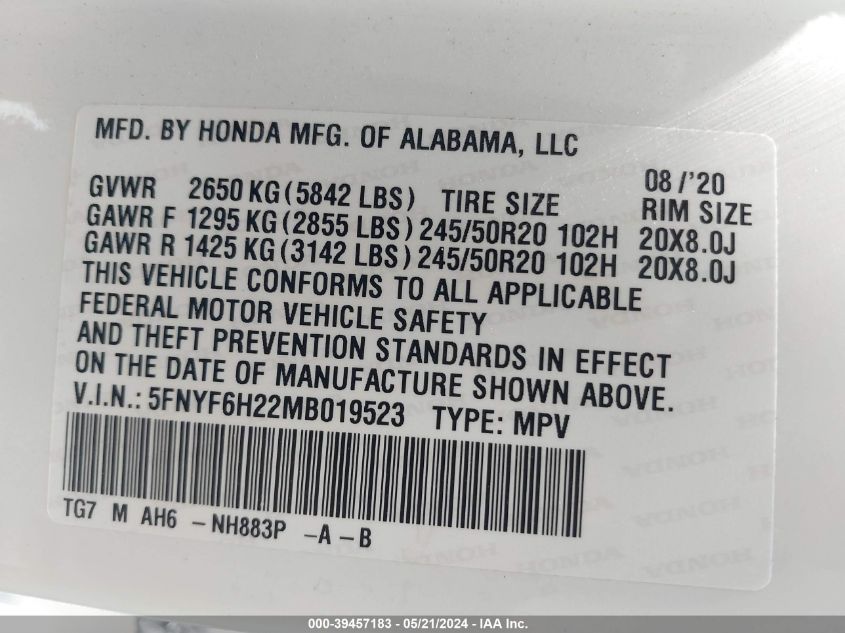 MFD. BY HONDA MFG. OF ALABAMA, LLC
08/'20
GVWR 2650 KG (5842 LBS) TIRE SIZE RIM SIZE
GAWR F 1295 KG (2855 LBS) 245/50R20 102H 20X8.0J
GAWR R 1425 KG (3142 LBS) 245/50R20 102H 20X8.0J
THIS VEHICLE CONFORMS TO ALL APPLICABLE
FEDERAL MOTOR VEHICLE SAFETY
AND THEFT PREVENTION STANDARDS IN EFFECT
ON THE DATE OF MANUFACTURE SHOWN ABOVE.
V.I.N.: 5FNYF6H22MB019523 TYPE: MPV
TG7 M AH6 -NH883P -A-B
000-39457183 - 05/21/2024 - IAA Inc.